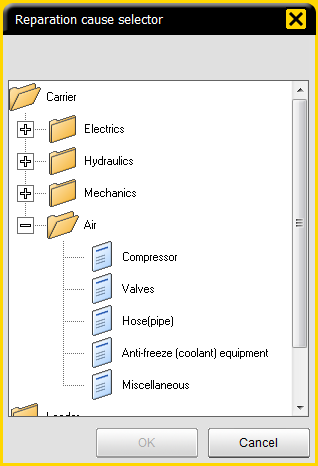 Reparation cause selector
Carrier
Electrics
Hydraulics
Mechanics
Air
Compressor
Valves
Hose(pipe)
Anti-freeze (coolant) equipment
Miscellaneous
OK
Cancel